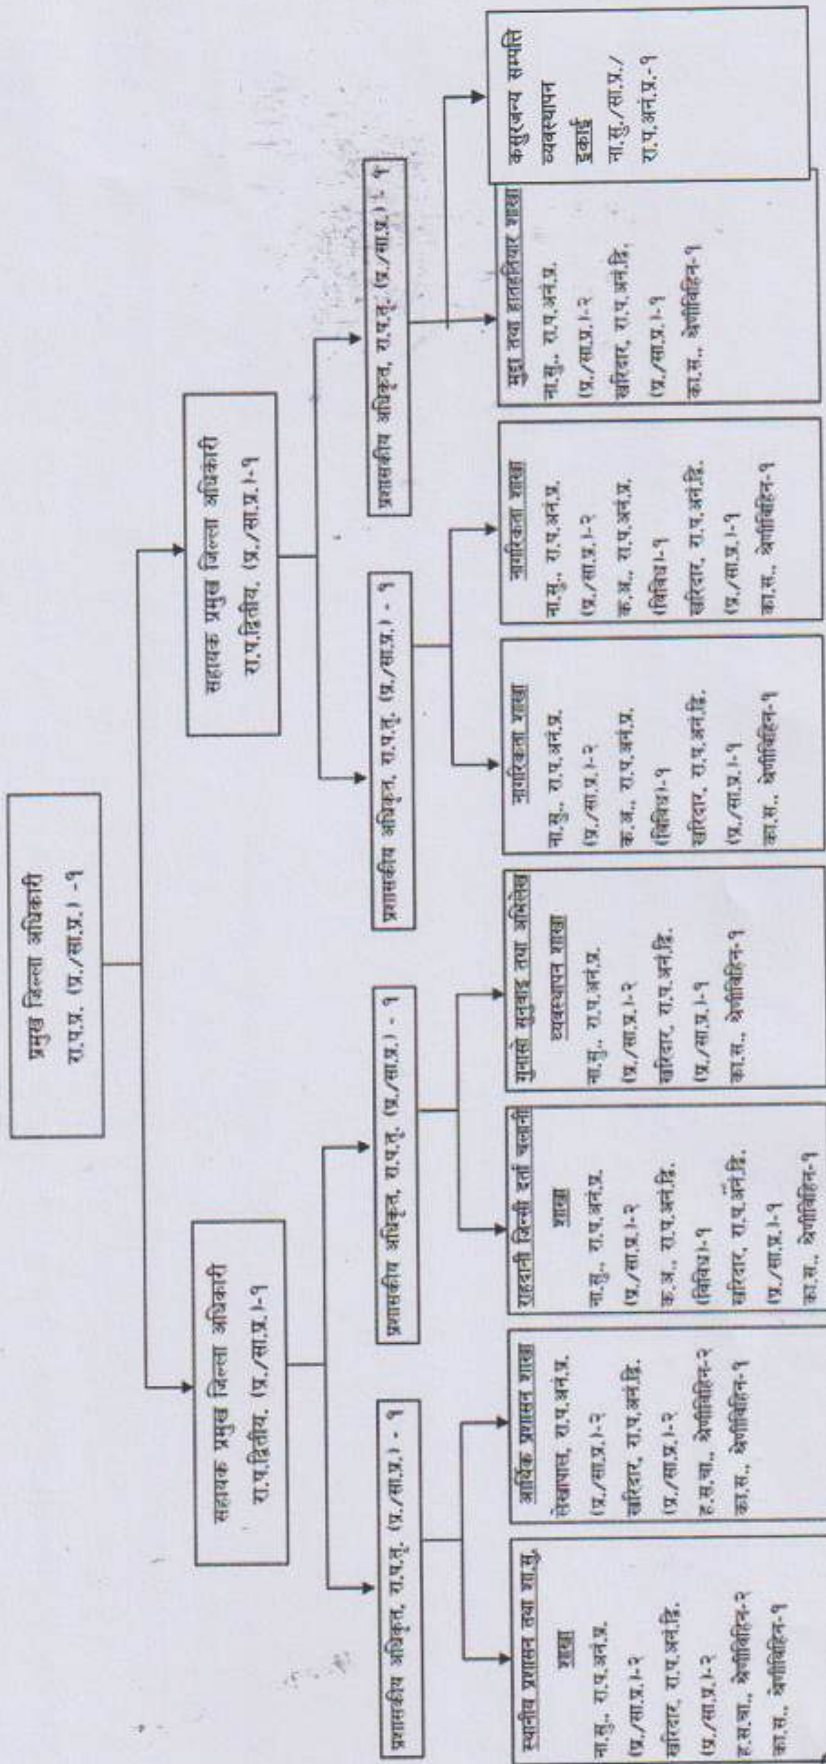 प्रमुख जिल्ला अधिकारी
रा.प.प्र. (प्र./सा.प्र.) -१
सहायक प्रमुख जिल्ला अधिकारी
रा.प.द्वितीय. (प्र./सा.प्र.)-१
सहायक प्रमुख जिल्ला अधिकारी
रा.प.द्वितीय. (प्र./सा.प्र.)-१
प्रशासकीय अधिकृत, रा.प.तृ. (प्र./सा.प्र.) - १
प्रशासकीय अधिकृत, रा.प.तृ. (प्र./सा.प्र.) - १
प्रशासकीय अधिकृत, रा.प.तृ. (प्र./सा.प्र.) - १
प्रशासकीय अधिकृत, रा.प.तृ. (प्र./सा.प्र.) - १
स्थानीय प्रशासन तथा शा.सु.
शाखा
ना.सु., रा.प.अनं.प्र.
(प्र./सा.प्र.)-२
खरिदार, रा.प.अनं.द्वि.
(प्र./सा.प्र.)-२
ह.स.चा., श्रेणीविहिन-२
का.स., श्रेणीविहिन-१
आर्थिक प्रशासन शाखा
लेखापाल, रा.प.अनं.प्र.
(प्र./सा.प्र.)-२
खरिदार, रा.प.अनं.द्वि.
(प्र./सा.प्र.)-२
ह.स.चा., श्रेणीविहिन-२
का.स., श्रेणीविहिन-१
राहदानी जिन्सी दर्ता चलानी
शाखा
ना.सु., रा.प.अनं.प्र.
(प्र./सा.प्र.)-२
क.अ., रा.प.अनं.द्वि.
(विविध)-१
खरिदार, रा.प.अनं.द्वि.
(प्र./सा.प्र.)-१
का.स., श्रेणीविहिन-१
गुनासो सुनुवाइ तथा अभिलेख
व्यवस्थापन शाखा
ना.सु., रा.प.अनं.प्र.
(प्र./सा.प्र.)-२
खरिदार, रा.प.अनं.द्वि.
(प्र./सा.प्र.)-१
का.स., श्रेणीविहिन-१
नागरिकता शाखा
ना.सु., रा.प.अनं.प्र.
(प्र./सा.प्र.)-२
क.अ., रा.प.अनं.प्र.
(विविध)-१
खरिदार, रा.प.अनं.द्वि.
(प्र./सा.प्र.)-१
का.स., श्रेणीविहिन-१
नागरिकता शाखा
ना.सु., रा.प.अनं.प्र.
(प्र./सा.प्र.)-२
क.अ., रा.प.अनं.प्र.
(विविध)-१
खरिदार, रा.प.अनं.द्वि.
(प्र./सा.प्र.)-१
का.स., श्रेणीविहिन-१
मुद्दा तथा हातहतियार शाखा
ना.सु., रा.प.अनं.प्र.
(प्र./सा.प्र.)-२
खरिदार, रा.प.अनं.द्वि.
(प्र./सा.प्र.)-१
का.स., श्रेणीविहिन-१
कसुरजन्य सम्पत्ति
व्यवस्थापन
इकाई
ना.सु./सा.प्र./
रा.प.अनं.प्र.-१